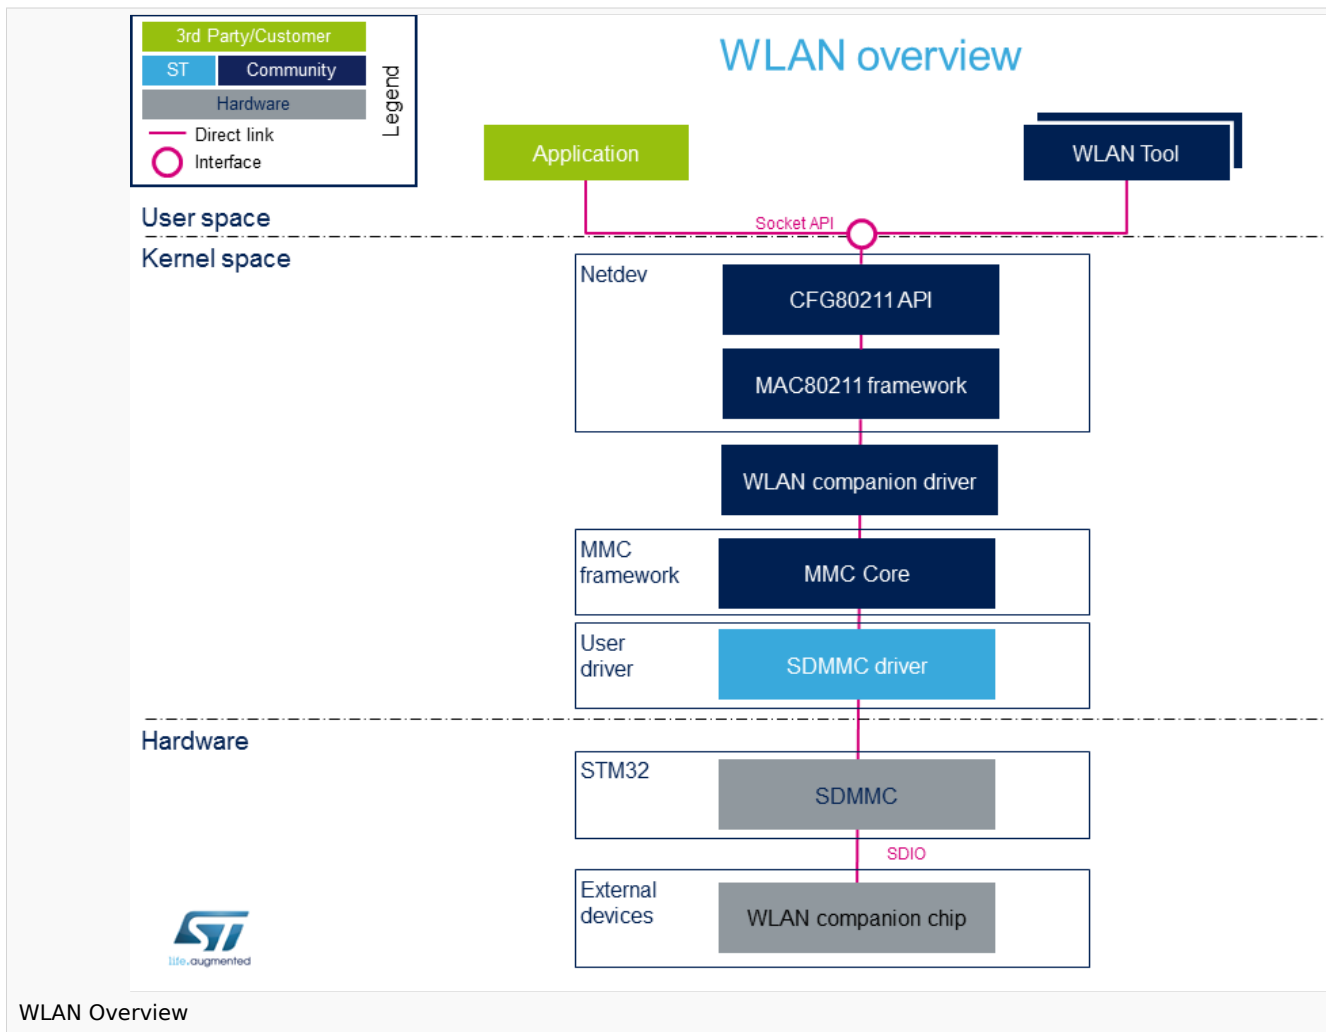 3rd Party/Customer
ST
Community
Hardware
Direct link
Interface
Legend
WLAN overview
Application
WLAN Tool
User space
Socket API
Kernel space
Netdev
CFG80211 API
MAC80211 framework
WLAN companion driver
MMC
framework
MMC Core
User
driver
SDMMC driver
Hardware
STM32
SDMMC
SDIO
External
devices
WLAN companion chip
ST
life.augmented
WLAN Overview